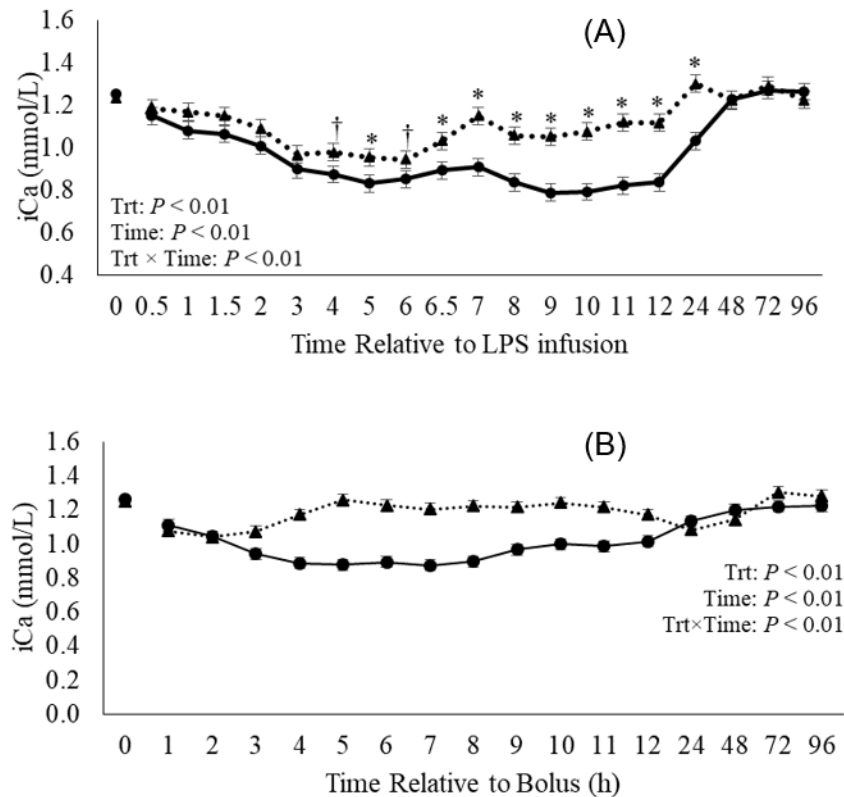 (A)
iCa (mmol/L)
1.6
1.4
1.2
1.0
0.8
0.6
0.4
† * † * * * * * * * *
Trt: P < 0.01
Time: P < 0.01
Trt × Time: P < 0.01
0 0.5 1 1.5 2 3 4 5 6 6.5 7 8 9 10 11 12 24 48 72 96
Time Relative to LPS infusion
(B)
iCa (mmol/L)
1.6
1.4
1.2
1.0
0.8
0.6
0.4
0.2
0.0
Trt: P < 0.01
Time: P < 0.01
Trt×Time: P < 0.01
0 1 2 3 4 5 6 7 8 9 10 11 12 24 48 72 96
Time Relative to Bolus (h)